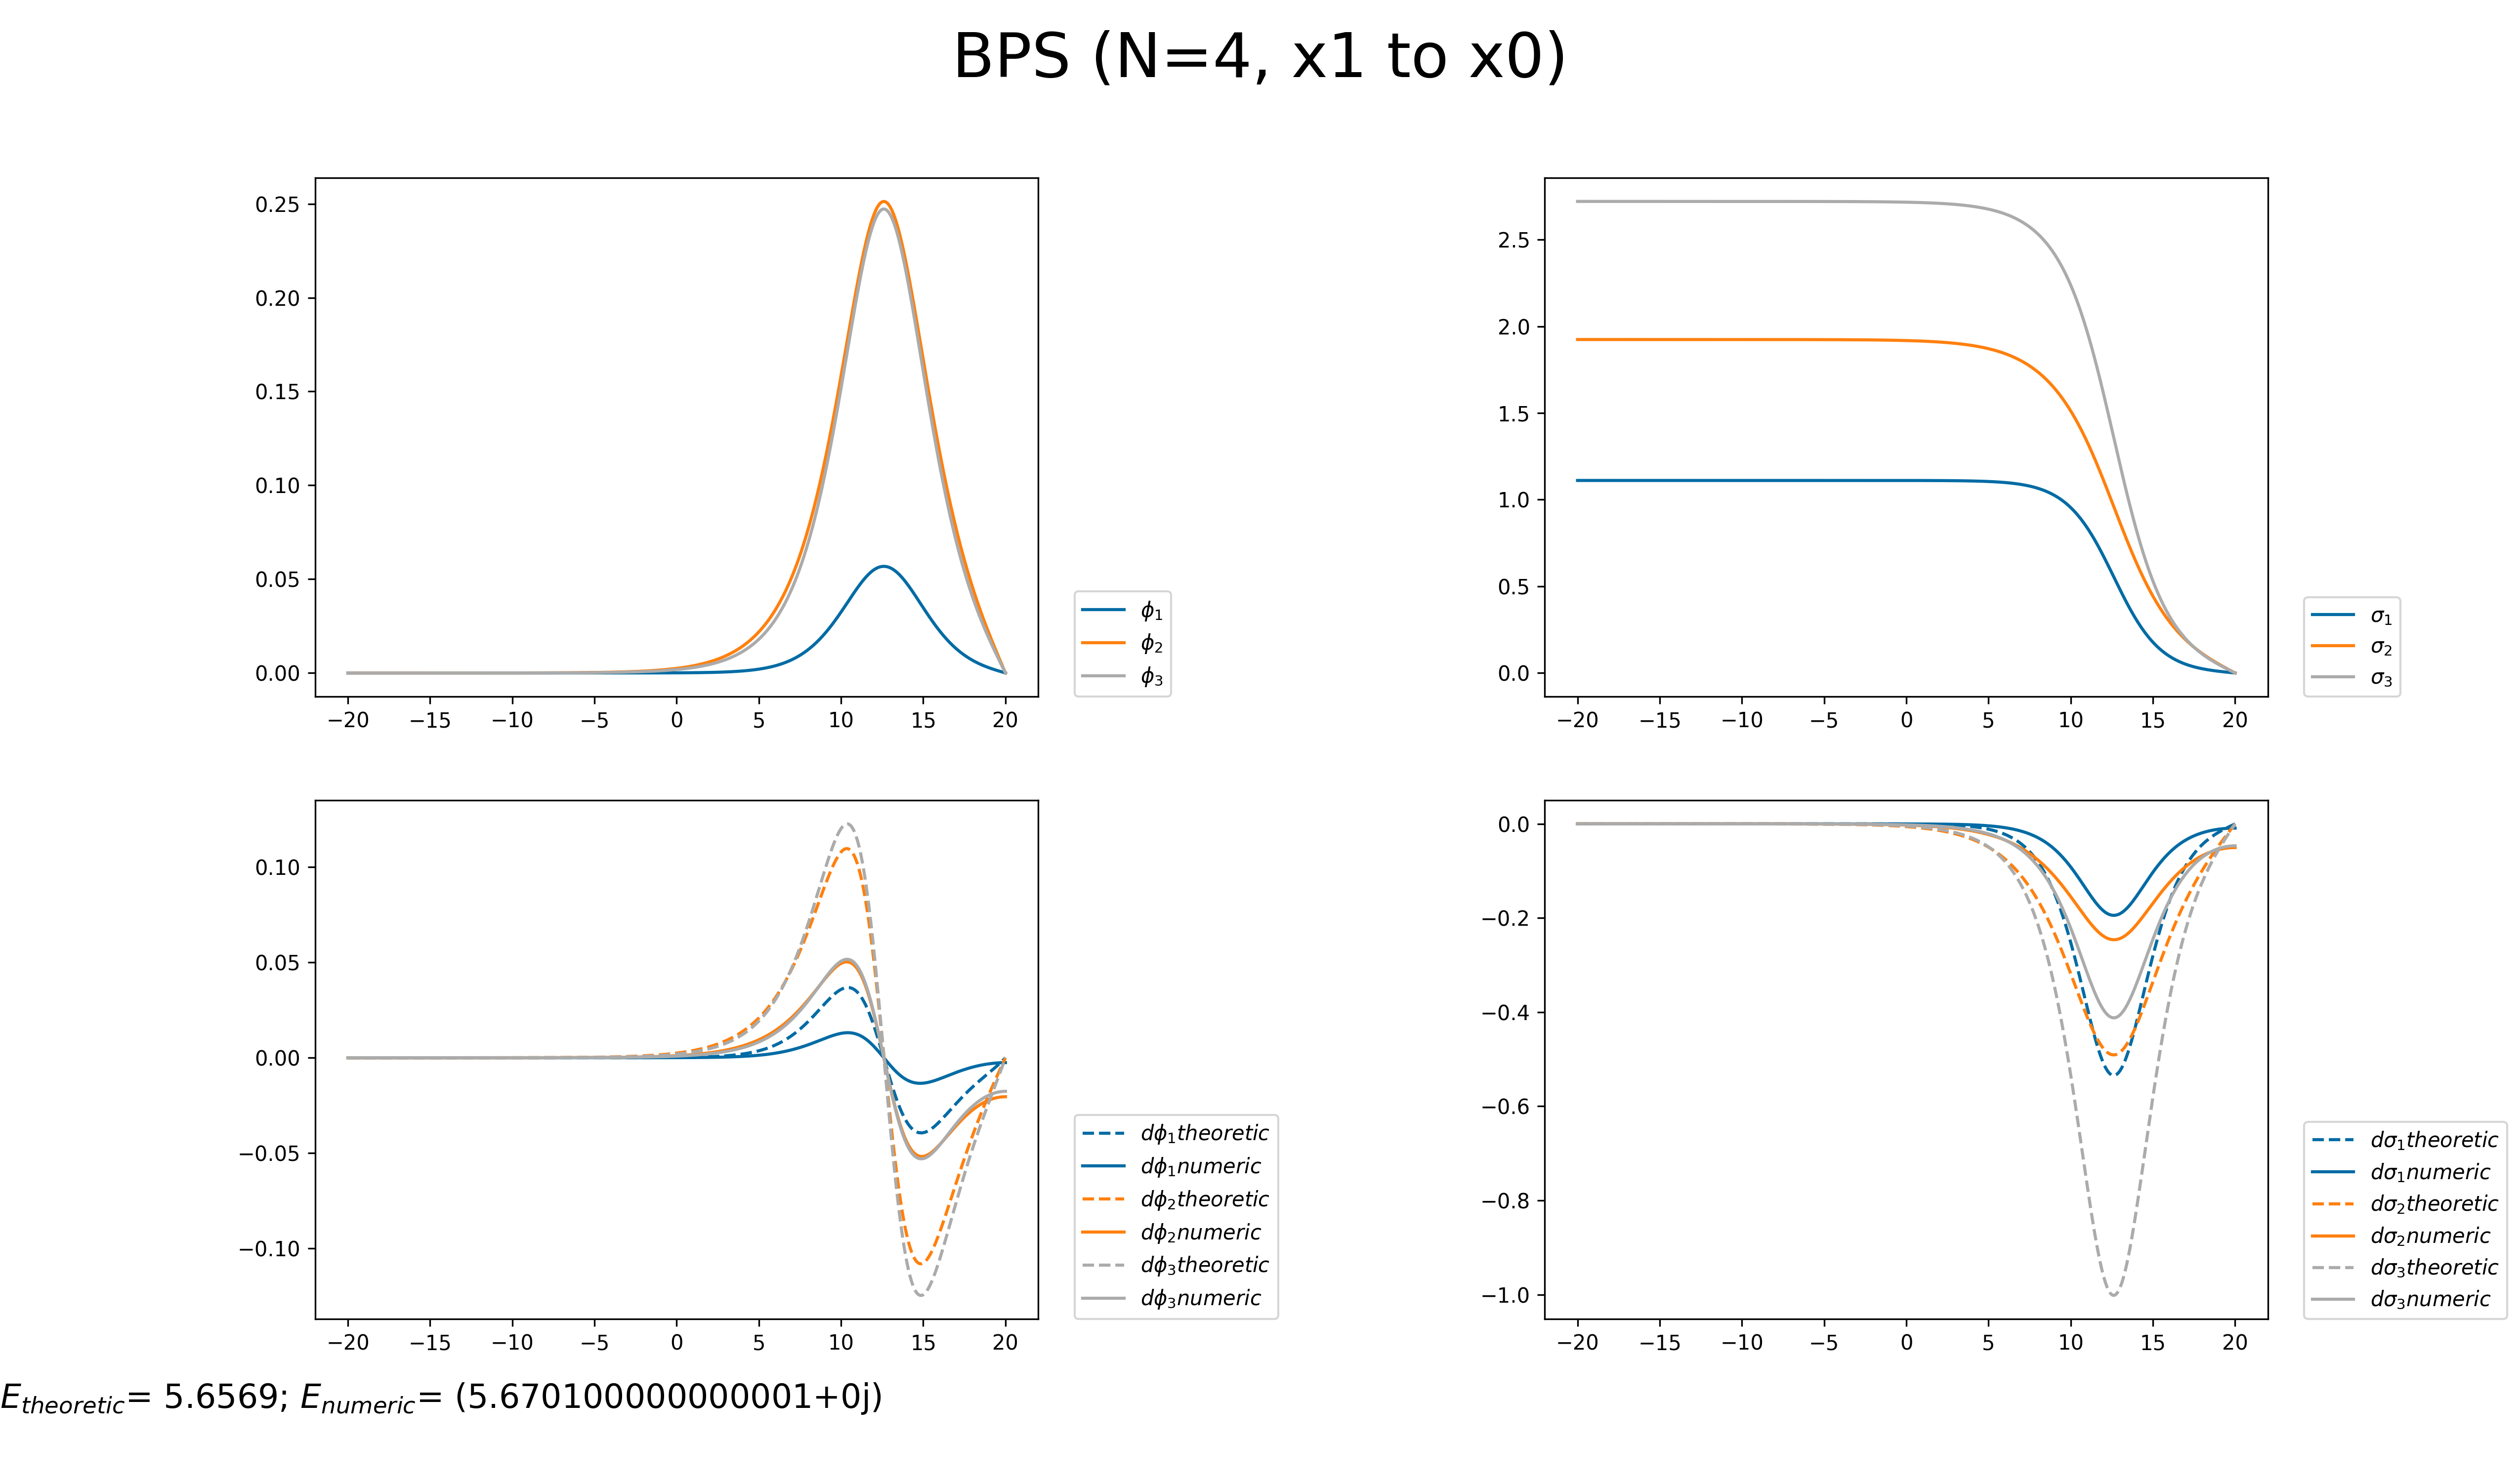 BPS (N=4, x1 to x0)
0.25
0.20
0.15
0.10
0.05
0.00
−20 −15 −10 −5 0 5 10 15 20
ϕ₁
ϕ₂
ϕ₃
2.5
2.0
1.5
1.0
0.5
0.0
−20 −15 −10 −5 0 5 10 15 20
σ₁
σ₂
σ₃
0.10
0.05
0.00
−0.05
−0.10
−20 −15 −10 −5 0 5 10 15 20
dϕ₁theoretic
dϕ₁numeric
dϕ₂theoretic
dϕ₂numeric
dϕ₃theoretic
dϕ₃numeric
0.0
−0.2
−0.4
−0.6
−0.8
−1.0
−20 −15 −10 −5 0 5 10 15 20
dσ₁theoretic
dσ₁numeric
dσ₂theoretic
dσ₂numeric
dσ₃theoretic
dσ₃numeric
E_theoretic= 5.6569; E_numeric= (5.670100000000001+0j)